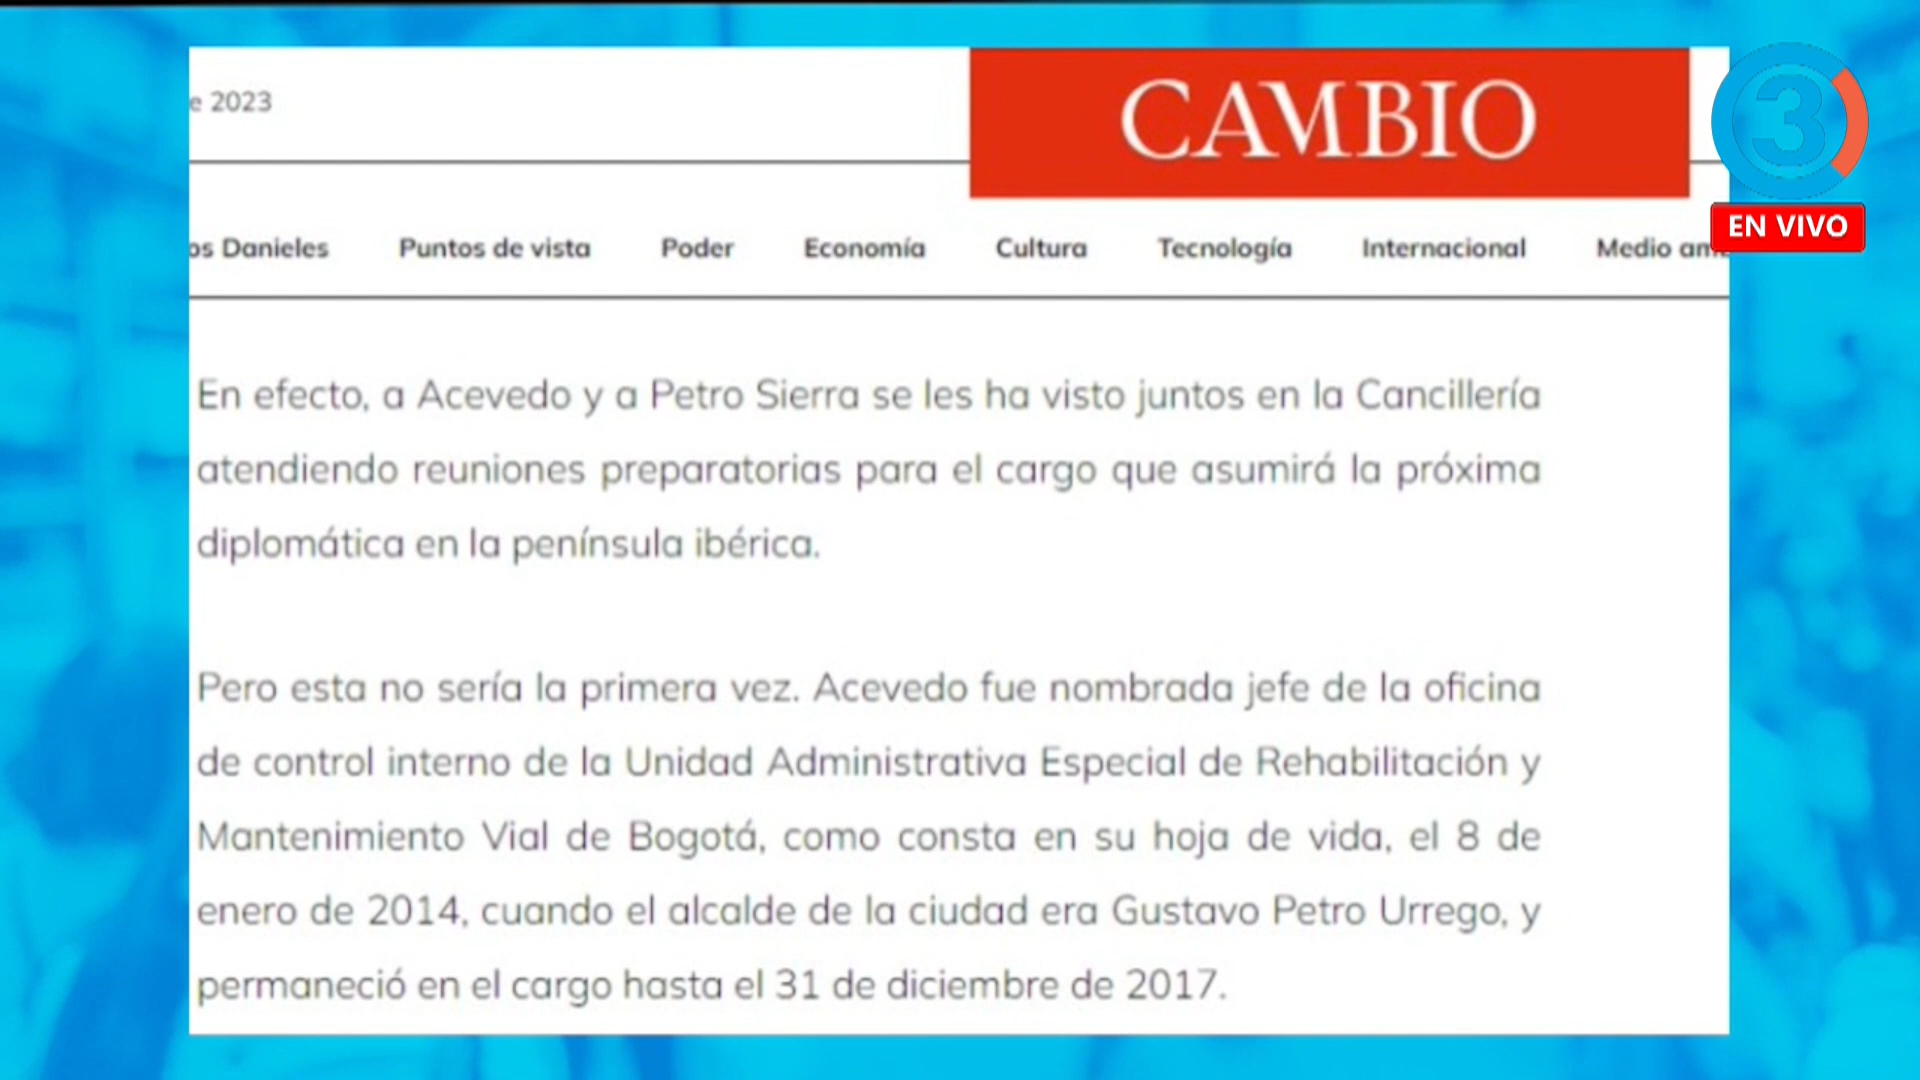 e 2023
CAMBIO
3
EN VIVO
os Danieles Puntos de vista Poder Economía Cultura Tecnología Internacional Medio am
En efecto, a Acevedo y a Petro Sierra se les ha visto juntos en la Cancillería
atendiendo reuniones preparatorias para el cargo que asumirá la próxima
diplomática en la península ibérica.
Pero esta no sería la primera vez. Acevedo fue nombrada jefe de la oficina
de control interno de la Unidad Administrativa Especial de Rehabilitación y
Mantenimiento Vial de Bogotá, como consta en su hoja de vida, el 8 de
enero de 2014, cuando el alcalde de la ciudad era Gustavo Petro Urrego, y
permaneció en el cargo hasta el 31 de diciembre de 2017.